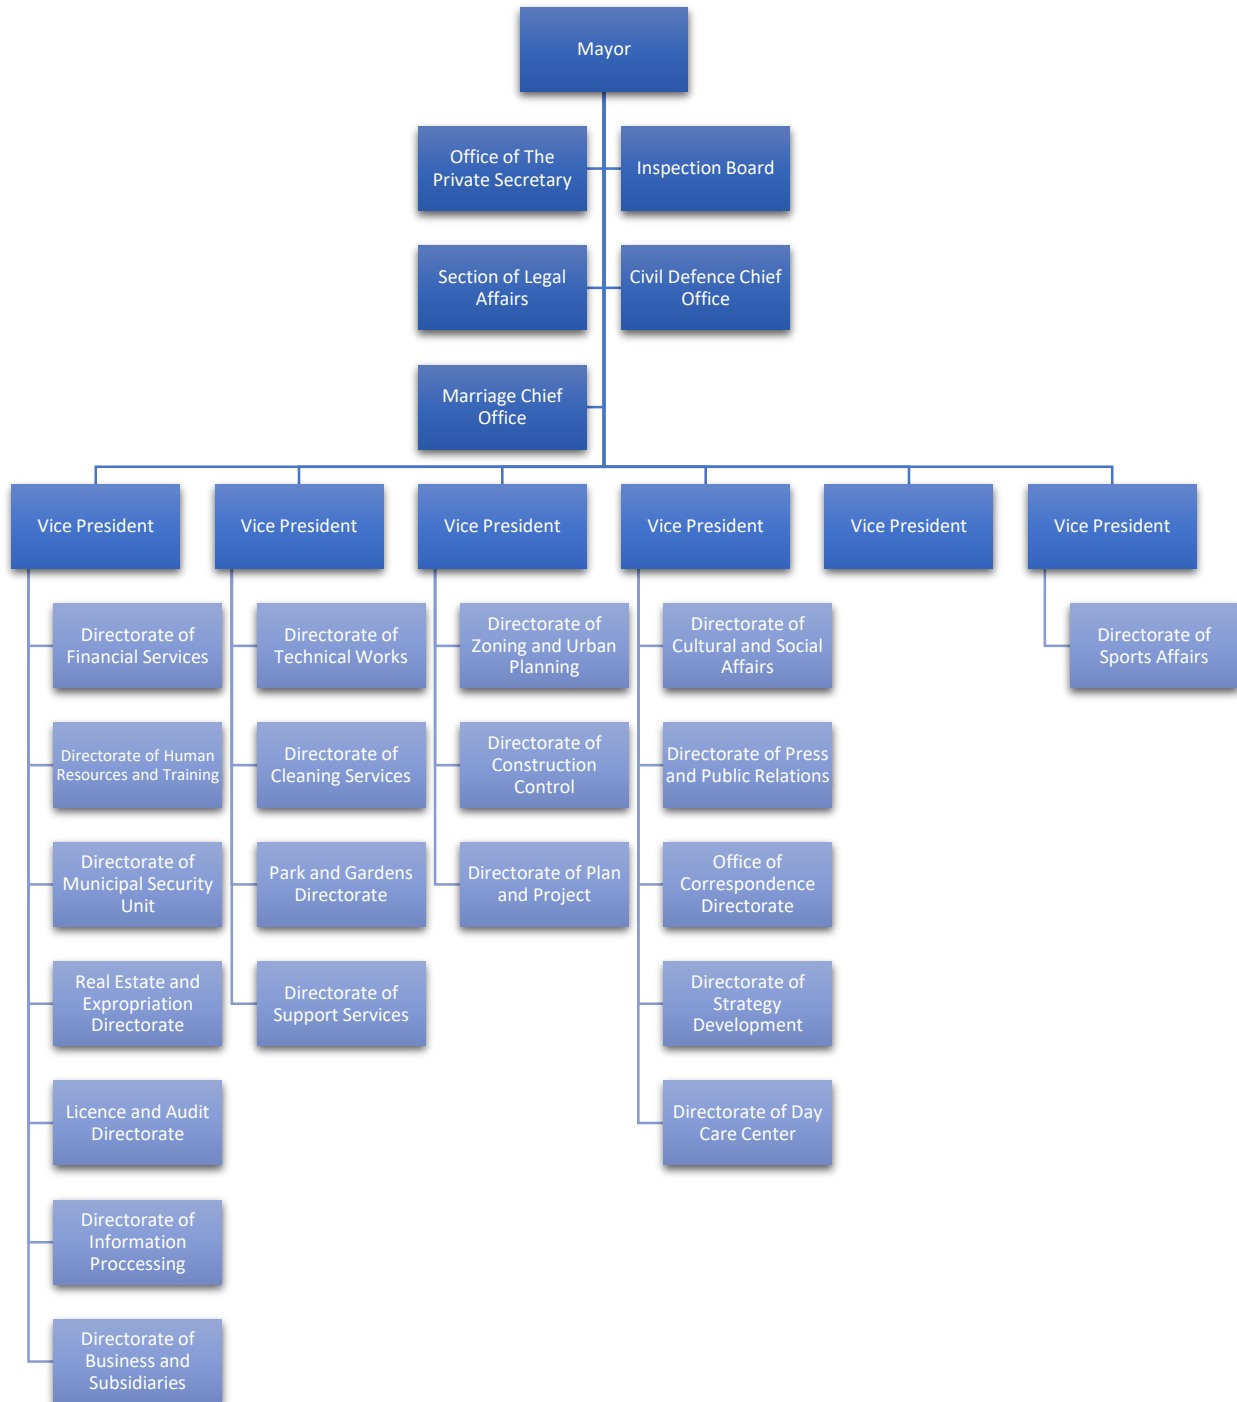 Mayor
Office of The
Private Secretary
Inspection Board
Section of Legal
Affairs
Civil Defence Chief
Office
Marriage Chief
Office
Vice President
Vice President
Vice President
Vice President
Vice President
Vice President
Directorate of
Financial Services
Directorate of Human
Resources and Training
Directorate of
Municipal Security
Unit
Real Estate and
Expropriation
Directorate
Licence and Audit
Directorate
Directorate of
Information
Proccessing
Directorate of
Business and
Subsidiaries
Directorate of
Technical Works
Directorate of
Cleaning Services
Park and Gardens
Directorate
Directorate of
Support Services
Directorate of
Zoning and Urban
Planning
Directorate of
Construction
Control
Directorate of Plan
and Project
Directorate of
Cultural and Social
Affairs
Directorate of Press
and Public Relations
Office of
Correspondence
Directorate
Directorate of
Strategy
Development
Directorate of Day
Care Center
Directorate of
Sports Affairs